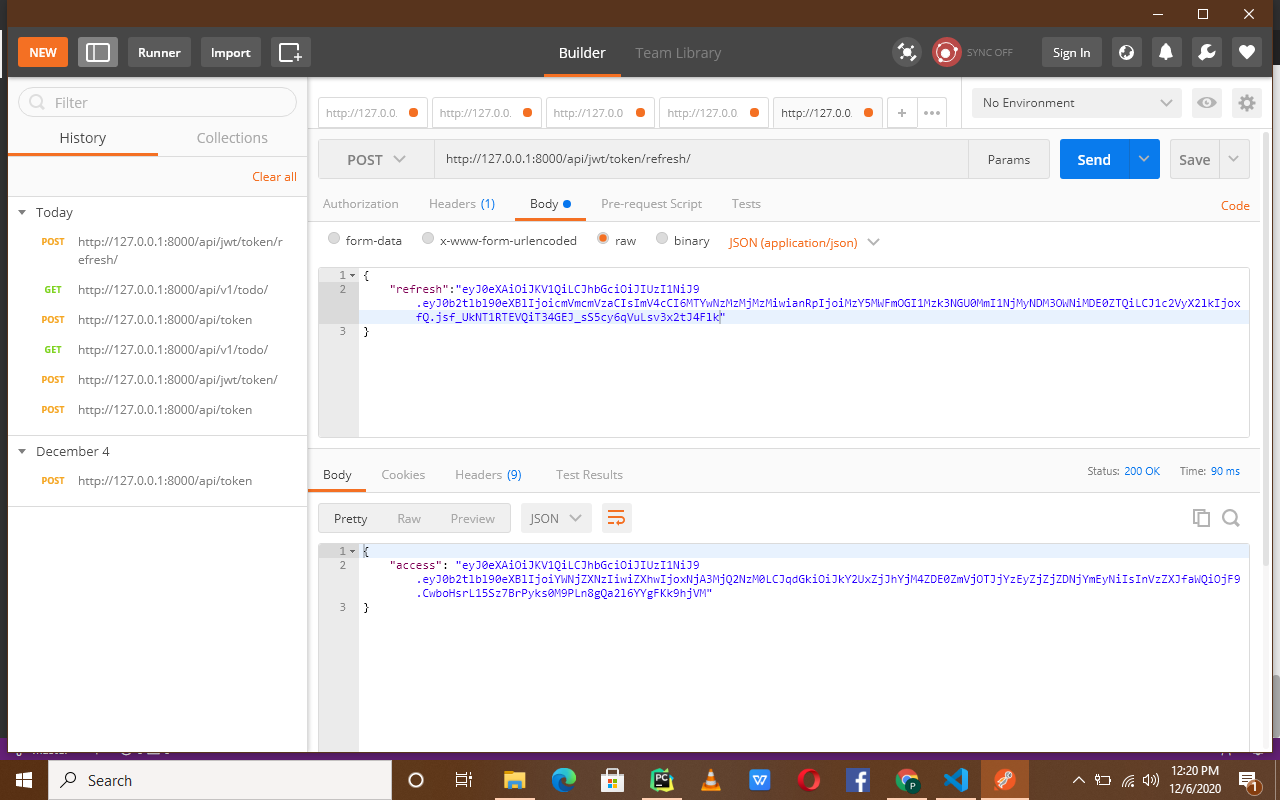 NEW
Runner
Import
Builder
Team Library
SYNC OFF
Sign In
Filter
History
Collections
Clear all
Today
POST http://127.0.0.1:8000/api/jwt/token/r
efresh/
GET http://127.0.0.1:8000/api/v1/todo/
POST http://127.0.0.1:8000/api/token
GET http://127.0.0.1:8000/api/v1/todo/
POST http://127.0.0.1:8000/api/jwt/token/
POST http://127.0.0.1:8000/api/token
December 4
POST http://127.0.0.1:8000/api/token
http://127.0.0.
http://127.0.0.
http://127.0.0
http://127.0.0
http://127.0.0.
No Environment
POST
http://127.0.0.1:8000/api/jwt/token/refresh/
Params
Send
Save
Authorization
Headers (1)
Body
Pre-request Script
Tests
Code
form-data
x-www-form-urlencoded
raw
binary
JSON (application/json)
1 {
2 "refresh":"eyJ0eXAiOiJKV1QiLCJhbGciOiJIUzI1NiJ9
.eyJ0b2tlbl90eXBlIjoicmVmcmVzaCIsImV4cCI6MTYwNzMzMjMzMiwianRpIjoiMzY5MWFmOGI1Mzk3NGU0MmI1NjMyNDM3OWNiMDE0ZTQiLCJ1c2VyX2lkIjox
fQ.jsf_UkNT1RTEVQiT34GEJ_sS5cy6qVuLsv3x2tJ4Flk"
3 }
Body
Cookies
Headers (9)
Test Results
Status: 200 OK
Time: 90 ms
Pretty
Raw
Preview
JSON
1 {
2 "access": "eyJ0eXAiOiJKV1QiLCJhbGciOiJIUzI1NiJ9
.eyJ0b2tlbl90eXBlIjoiYWNjZXNzIiwiZXhwIjoxNjA3MjQ2NzM0LCJqdGkiOiJkY2UxZjJhYjM4ZDE0ZmVjOTJjYzEyZjZjZDNjYmEyNiIsInVzZXJfaWQiOjF9
.CwboHsrL15Sz7BrPyks0M9PLn8gQa2l6YYgFKk9hjVM"
3 }
Search
12:20 PM
12/6/2020
1